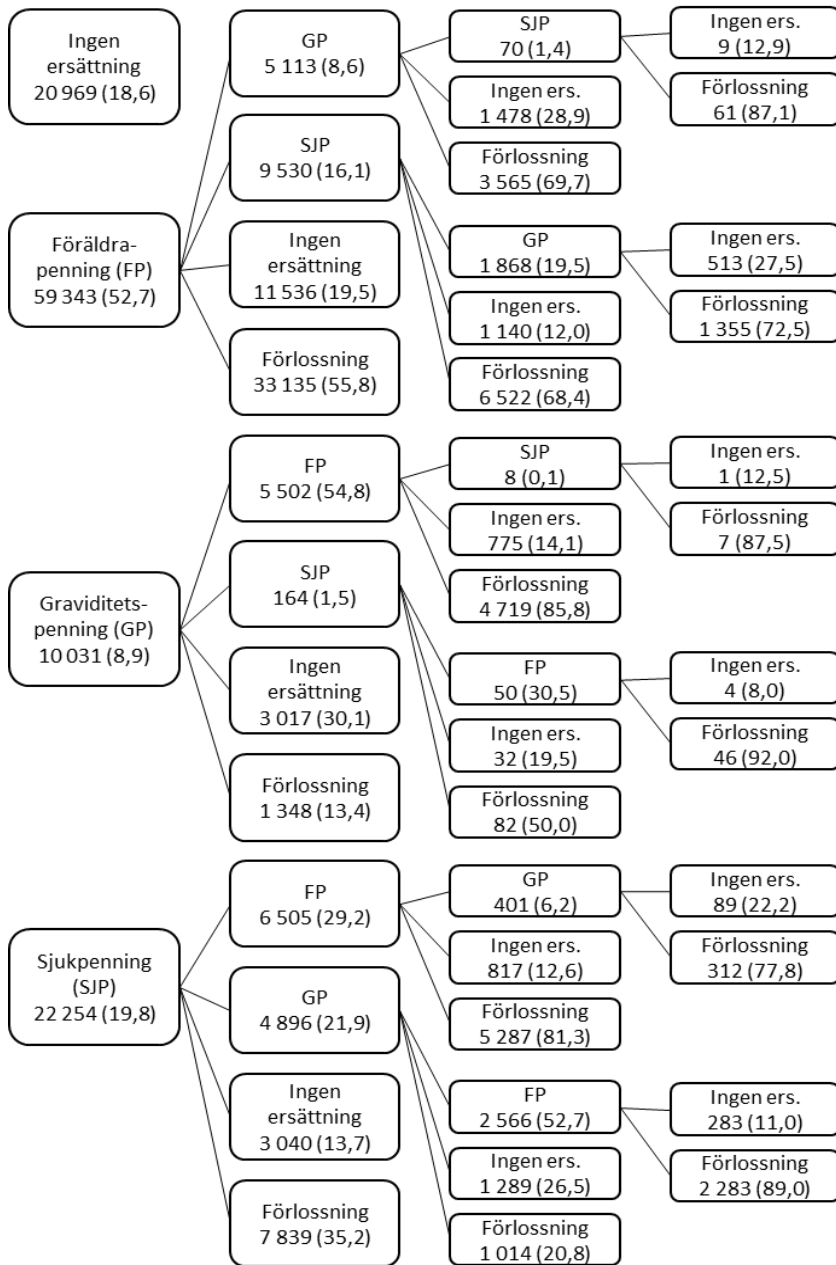 Ingen
ersättning
20 969 (18,6)
Föräldra-
penning (FP)
59 343 (52,7)
GP
5 113 (8,6)
SJP
70 (1,4)
Ingen ers.
9 (12,9)
Förlossning
61 (87,1)
Ingen ers.
1 478 (28,9)
Förlossning
3 565 (69,7)
SJP
9 530 (16,1)
GP
1 868 (19,5)
Ingen ers.
513 (27,5)
Förlossning
1 355 (72,5)
Ingen ers.
1 140 (12,0)
Förlossning
6 522 (68,4)
Ingen
ersättning
11 536 (19,5)
Förlossning
33 135 (55,8)
Graviditets-
penning (GP)
10 031 (8,9)
FP
5 502 (54,8)
SJP
8 (0,1)
Ingen ers.
1 (12,5)
Förlossning
7 (87,5)
Ingen ers.
775 (14,1)
Förlossning
4 719 (85,8)
SJP
164 (1,5)
FP
50 (30,5)
Ingen ers.
4 (8,0)
Förlossning
46 (92,0)
Ingen ers.
32 (19,5)
Förlossning
82 (50,0)
Ingen
ersättning
3 017 (30,1)
Förlossning
1 348 (13,4)
Sjukpenning
(SJP)
22 254 (19,8)
FP
6 505 (29,2)
GP
401 (6,2)
Ingen ers.
89 (22,2)
Förlossning
312 (77,8)
Ingen ers.
817 (12,6)
Förlossning
5 287 (81,3)
GP
4 896 (21,9)
FP
2 566 (52,7)
Ingen ers.
283 (11,0)
Förlossning
2 283 (89,0)
Ingen ers.
1 289 (26,5)
Förlossning
1 014 (20,8)
Ingen
ersättning
3 040 (13,7)
Förlossning
7 839 (35,2)